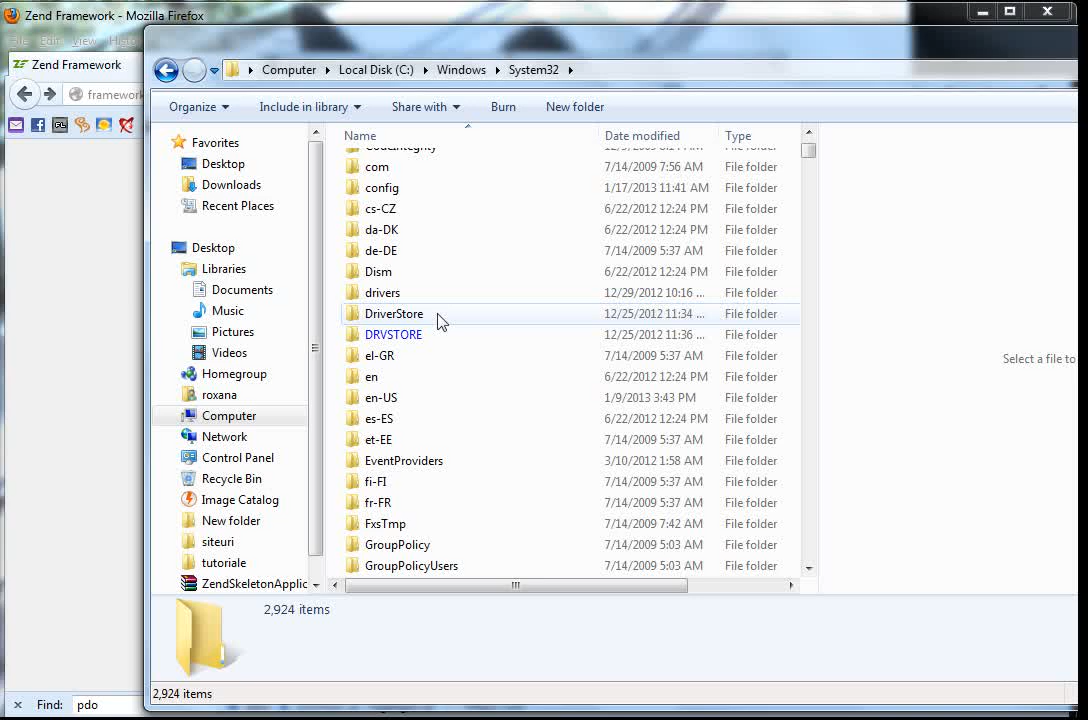 Zend Framework - Mozilla Firefox
File Edit View Histo
Zend Framework
framework
Computer Local Disk (C:) Windows System32
Organize Include in library Share with Burn New folder
Favorites
Desktop
Downloads
Recent Places
Desktop
Libraries
Documents
Music
Pictures
Videos
Homegroup
roxana
Computer
Network
Control Panel
Recycle Bin
Image Catalog
New folder
siteuri
tutoriale
ZendSkeletonApplic
Name Date modified Type
CodeIntegrity File folder
com 7/14/2009 7:56 AM File folder
config 1/17/2013 11:41 AM File folder
cs-CZ 6/22/2012 12:24 PM File folder
da-DK 6/22/2012 12:24 PM File folder
de-DE 7/14/2009 5:37 AM File folder
Dism 6/22/2012 12:24 PM File folder
drivers 12/29/2012 10:16 ... File folder
DriverStore 12/25/2012 11:34 ... File folder
DRVSTORE 12/25/2012 11:36 ... File folder
el-GR 7/14/2009 5:37 AM File folder
en 6/22/2012 12:24 PM File folder
en-US 1/9/2013 3:43 PM File folder
es-ES 6/22/2012 12:24 PM File folder
et-EE 7/14/2009 5:37 AM File folder
EventProviders 3/10/2012 1:58 AM File folder
fi-FI 7/14/2009 5:37 AM File folder
fr-FR 7/14/2009 5:37 AM File folder
FxsTmp 7/14/2009 7:42 AM File folder
GroupPolicy 7/14/2009 5:03 AM File folder
GroupPolicyUsers 7/14/2009 5:03 AM File folder
Select a file to
2,924 items
2,924 items
Find: pdo